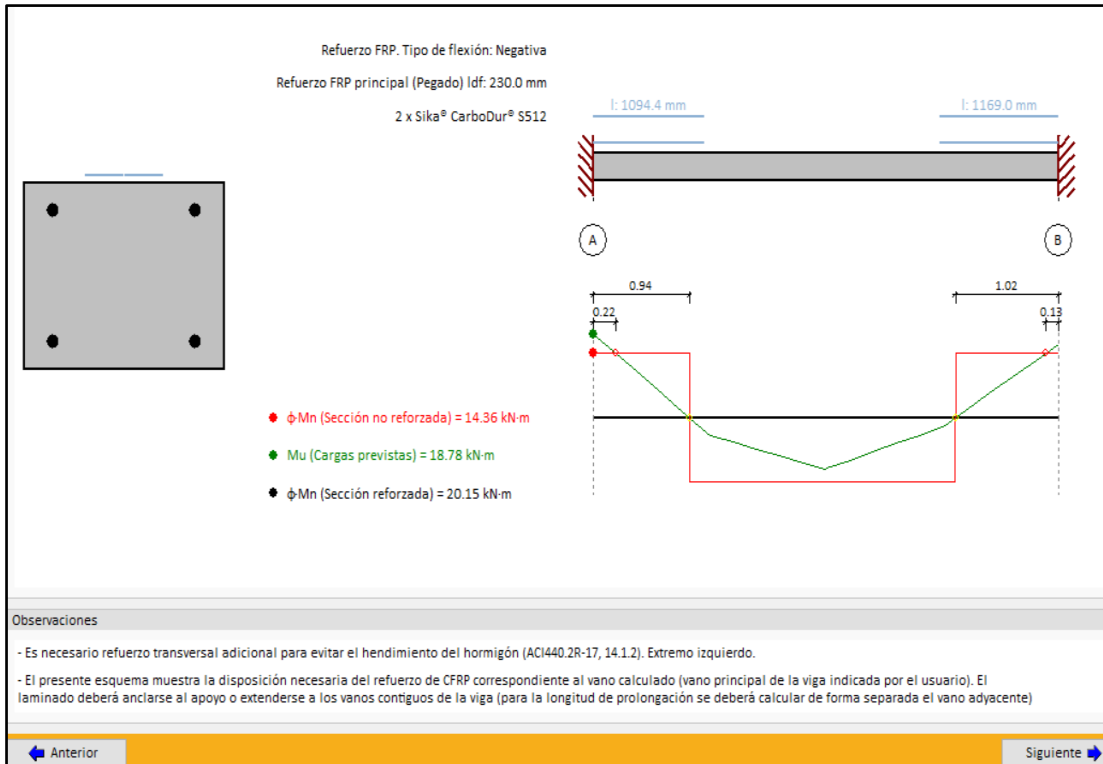 Refuerzo FRP. Tipo de flexión: Negativa
Refuerzo FRP principal (Pegado) ldf: 230.0 mm
2 x Sika® CarboDur® S512
l: 1094.4 mm
l: 1169.0 mm
A
B
0.94
1.02
0.22
0.13
ϕ·Mn (Sección no reforzada) = 14.36 kN·m
Mu (Cargas previstas) = 18.78 kN·m
ϕ·Mn (Sección reforzada) = 20.15 kN·m
Observaciones
- Es necesario refuerzo transversal adicional para evitar el hendimiento del hormigón (ACI440.2R-17, 14.1.2). Extremo izquierdo.
- El presente esquema muestra la disposición necesaria del refuerzo de CFRP correspondiente al vano calculado (vano principal de la viga indicada por el usuario). El
laminado deberá anclarse al apoyo o extenderse a los vanos contiguos de la viga (para la longitud de prolongación se deberá calcular de forma separada el vano adyacente)
Anterior
Siguiente